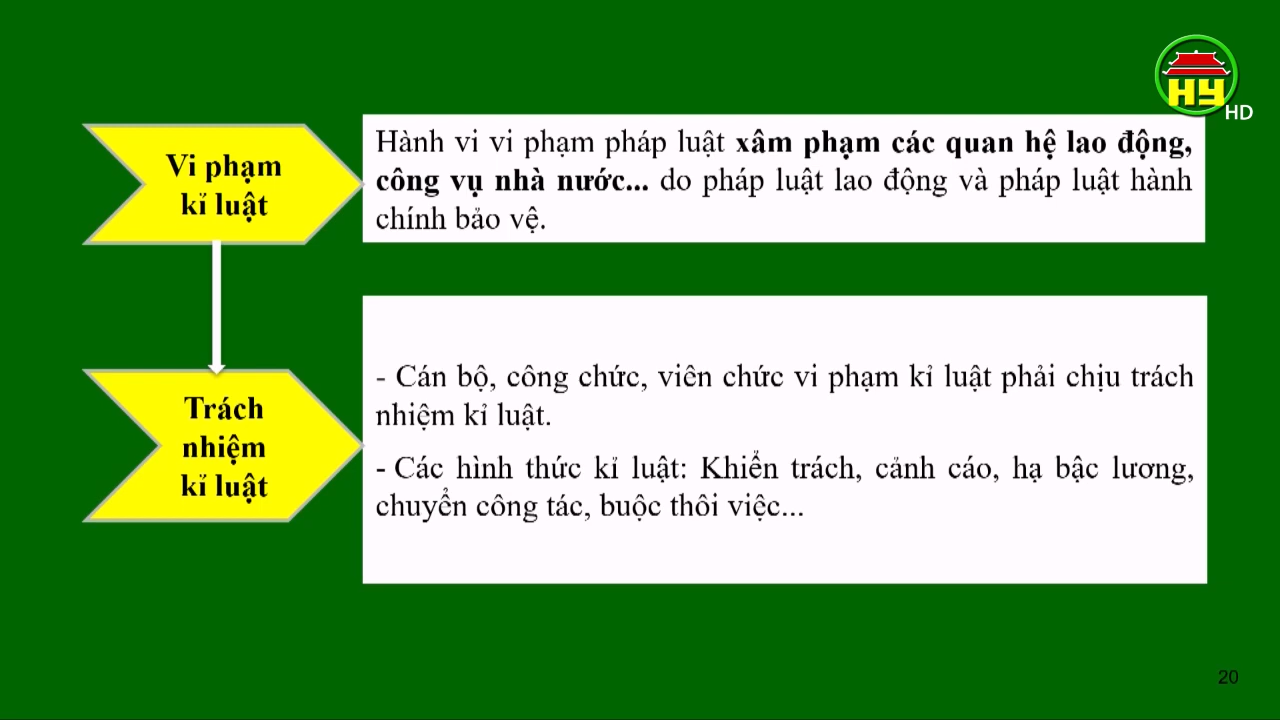 HY
HD
Vi phạm
kỉ luật
Hành vi vi phạm pháp luật xâm phạm các quan hệ lao động,
công vụ nhà nước... do pháp luật lao động và pháp luật hành
chính bảo vệ.
Trách
nhiệm
kỉ luật
- Cán bộ, công chức, viên chức vi phạm kỉ luật phải chịu trách
nhiệm kỉ luật.
- Các hình thức kỉ luật: Khiển trách, cảnh cáo, hạ bậc lương,
chuyển công tác, buộc thôi việc...
20